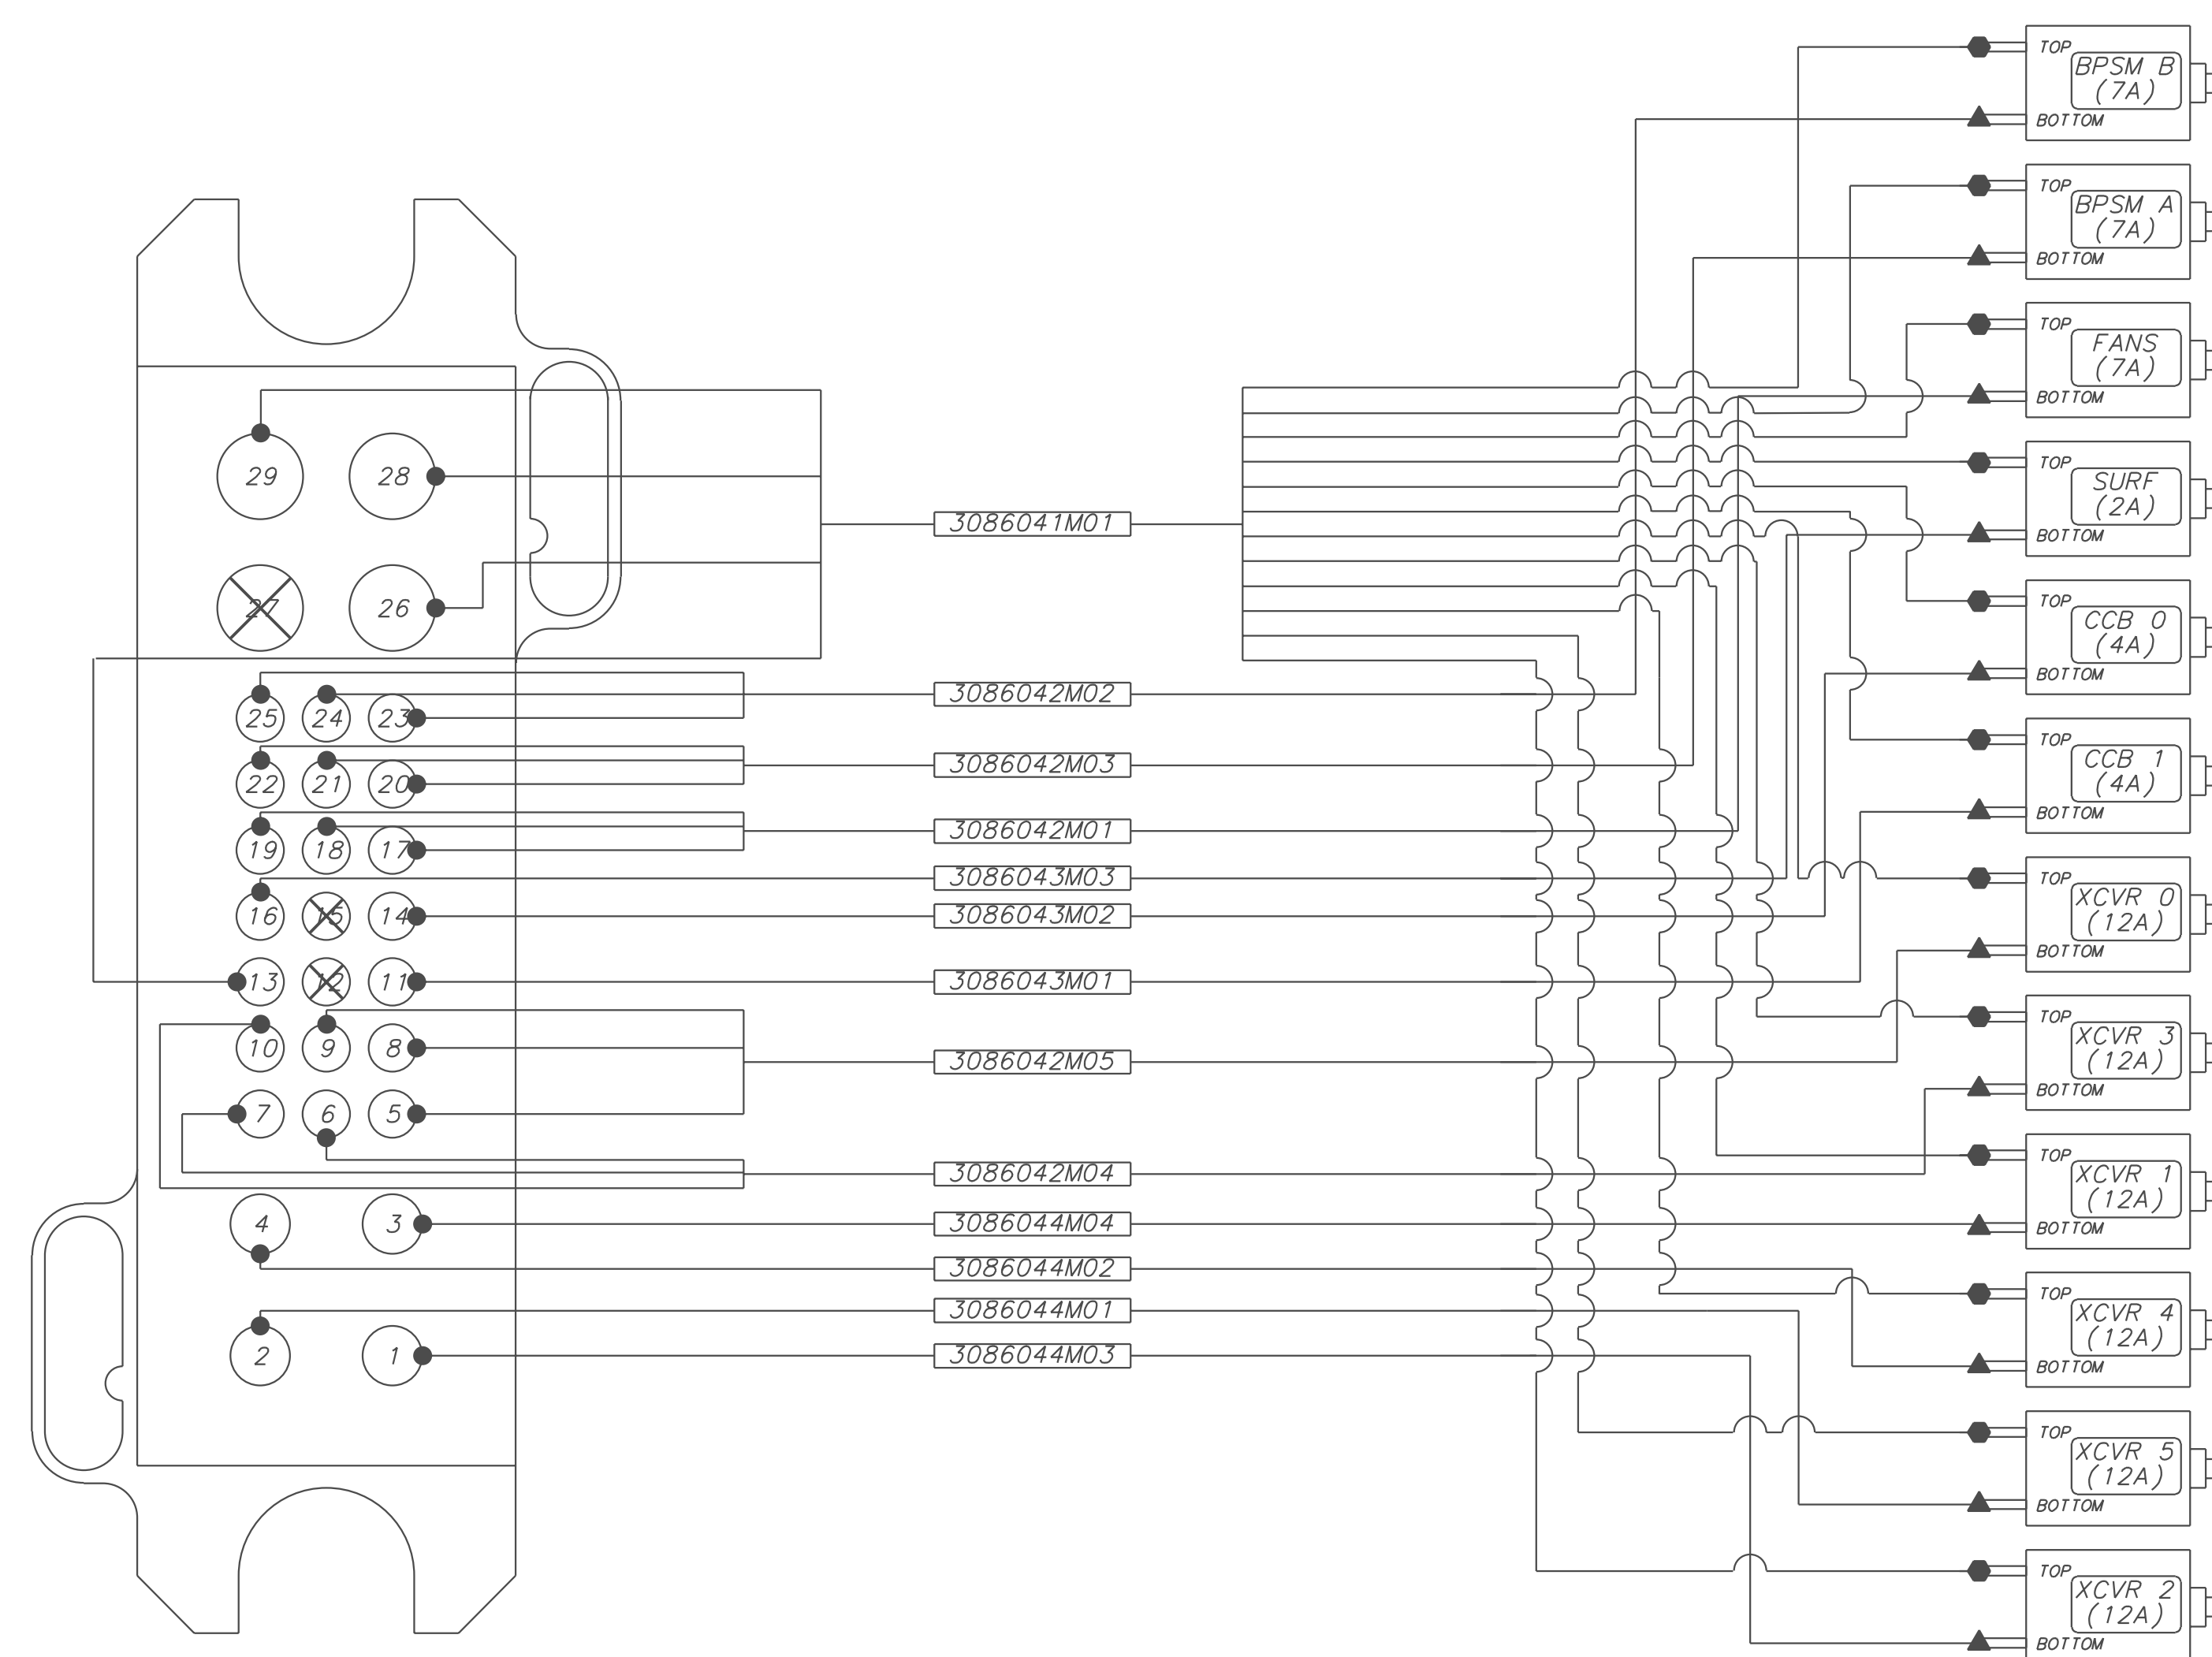 29 28
27 26
25 24 23
22 21 20
19 18 17
16 15 14
13 12 11
10 9 8
7 6 5
4 3
2 1
3086041M01
3086042M02
3086042M03
3086042M01
3086043M03
3086043M02
3086043M01
3086042M05
3086042M04
3086044M04
3086044M02
3086044M01
3086044M03
TOP
BPSM B
(7A)
BOTTOM
TOP
BPSM A
(7A)
BOTTOM
TOP
FANS
(7A)
BOTTOM
TOP
SURF
(2A)
BOTTOM
TOP
CCB 0
(4A)
BOTTOM
TOP
CCB 1
(4A)
BOTTOM
TOP
XCVR 0
(12A)
BOTTOM
TOP
XCVR 3
(12A)
BOTTOM
TOP
XCVR 1
(12A)
BOTTOM
TOP
XCVR 4
(12A)
BOTTOM
TOP
XCVR 5
(12A)
BOTTOM
TOP
XCVR 2
(12A)
BOTTOM